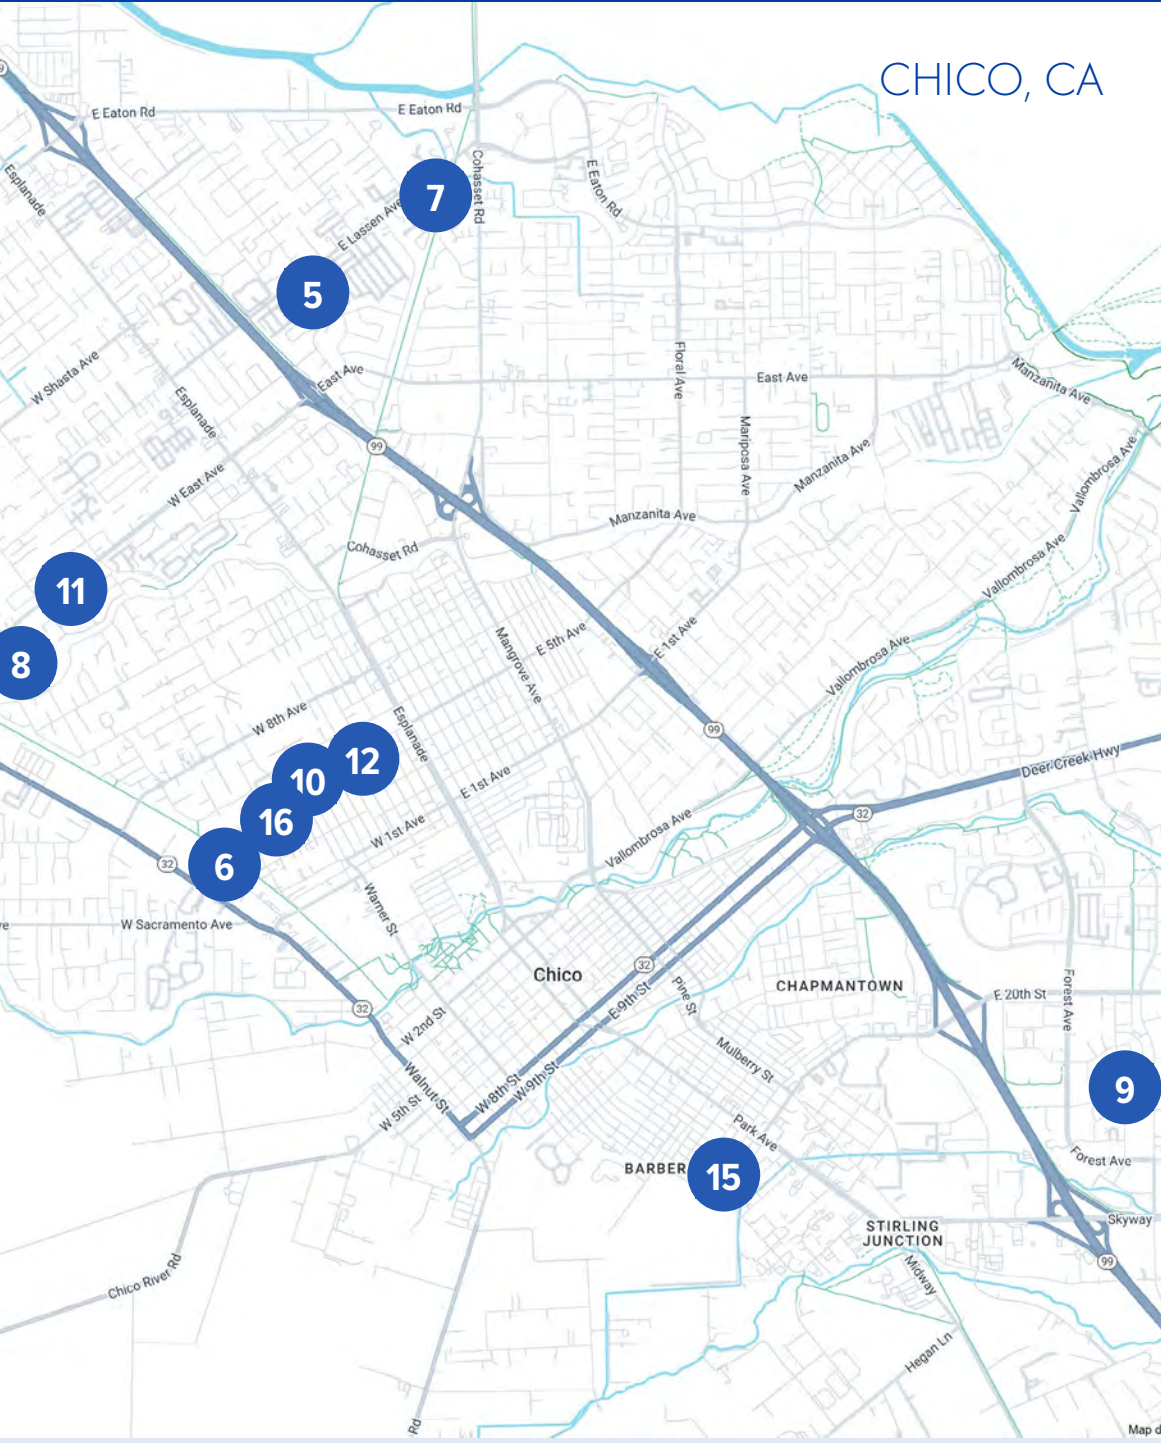 CHICO, CA
9
E Eaton Rd
E Eaton Rd
Esplanade
Cohasset Rd
E Eaton Rd
7
E Lassen Ave
5
W Shasta Ave
East Ave
Esplanade
Floral Ave
East Ave
Manzanita Ave
Mariposa Ave
99
W East Ave
Manzanita Ave
Vallombrosa Ave
Manzanita Ave
Cohasset Rd
Vallombrosa Ave
11
8
Mangrove Ave
E 5th Ave
E 1st Ave
Vallombrosa Ave
W 8th Ave
Esplanade
99
12
10
16
6
E 1st Ave
Deer Creek Hwy
W 1st Ave
32
Vallombrosa Ave
32
Warner St
ve
W Sacramento Ave
Chico
32
Pine St
CHAPMANTOWN
E 20th St
Forest Ave
32
W 2nd St
E 9th St
Mulberry St
Walnut St
W 8th St
W 9th St
W 5th St
9
Park Ave
BARBER
15
Forest Ave
STIRLING
JUNCTION
Skyway
99
Midway
Chico River Rd
Hegan Ln
Rd
Map d